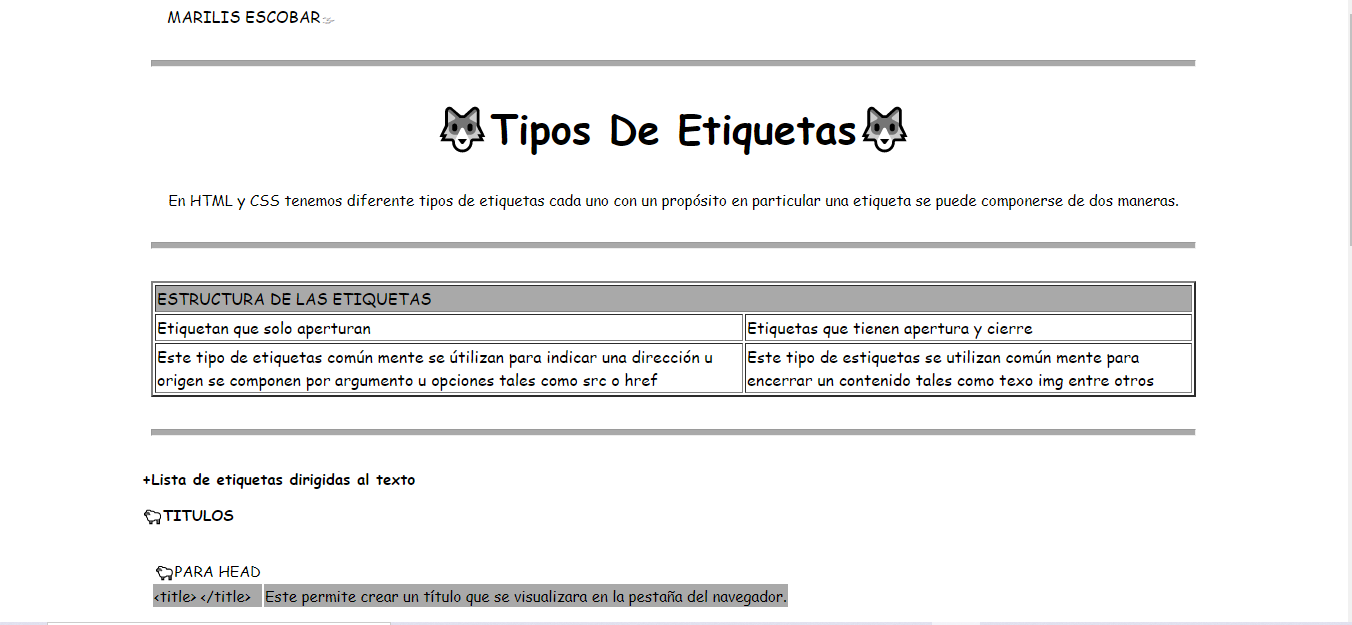 MARILIS ESCOBAR
Tipos De Etiquetas
En HTML y CSS tenemos diferente tipos de etiquetas cada uno con un propósito en particular una etiqueta se puede componerse de dos maneras.
ESTRUCTURA DE LAS ETIQUETAS
Etiquetan que solo aperturan
Etiquetas que tienen apertura y cierre
Este tipo de etiquetas común mente se útilizan para indicar una dirección u
origen se componen por argumento u opciones tales como src o href
Este tipo de estiquetas se utilizan común mente para
encerrar un contenido tales como texo img entre otros
+Lista de etiquetas dirigidas al texto
TITULOS
PARA HEAD
<title> </title> Este permite crear un título que se visualizara en la pestaña del navegador.